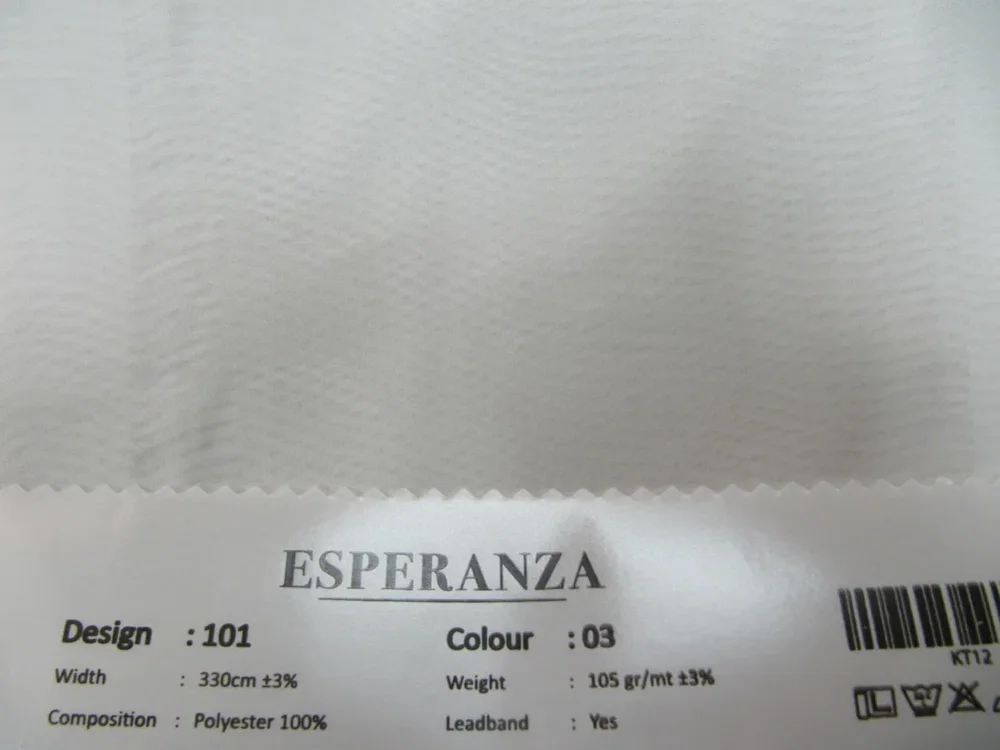 ESPERANZA
Design : 101 Colour : 03
Width : 330cm ±3% Weight : 105 gr/mt ±3%
Composition : Polyester 100% Leadband : Yes
KT12